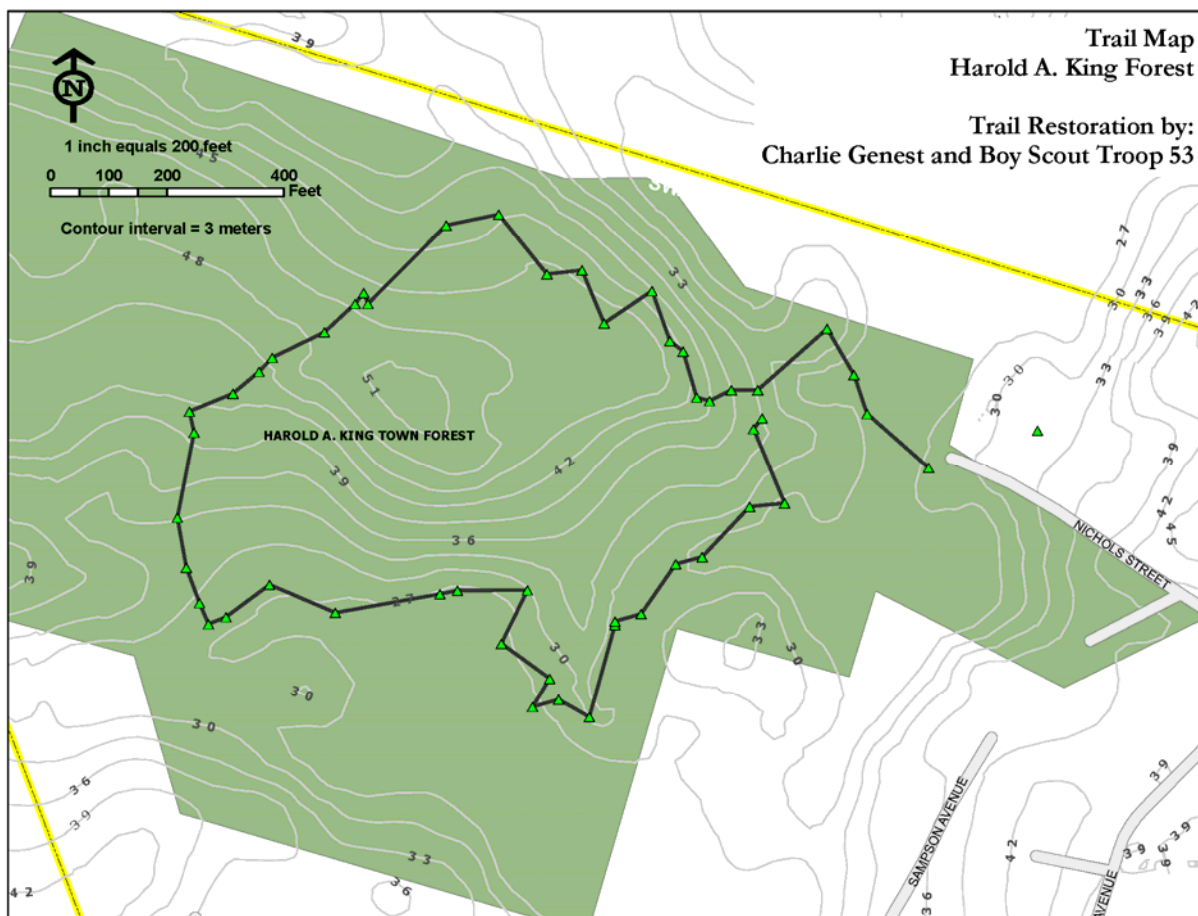 Trail Map
Harold A. King Forest
Trail Restoration by:
Charlie Genest and Boy Scout Troop 53
N
1 inch equals 200 feet
0 100 200 400
Feet
Contour interval = 3 meters
39
45
48
33
27
30
33
36
39
42
30
30
33
51
HAROLD A. KING TOWN FOREST
42
39
39
42
45
36
39
27
NICHOLS STREET
30
33
30
30
30
36
39
33
36
42
SAMPSON AVENUE
36
42
39
39
39
39
AVENUE